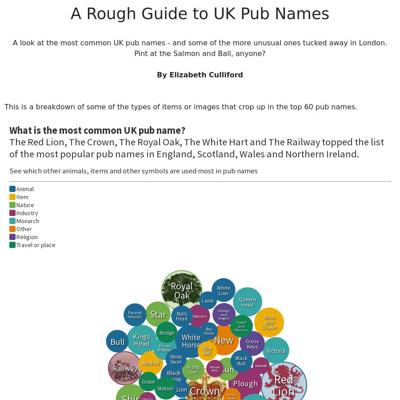 A Rough Guide to UK Pub Names
A look at the most common UK pub names - and some of the more unusual ones tucked away in London.
Pint at the Salmon and Ball, anyone?
By Elizabeth Culliford
This is a breakdown of some of the types of items or images that crop up in the top 60 pub names.
What is the most common UK pub name?
The Red Lion, The Crown, The Royal Oak, The White Hart and The Railway topped the
list of the most popular pub names in England, Scotland, Wales and Northern Ireland.
See which other animals, items and other symbols are used most in pub names
Animal
Item
Nature
Industry
Monarch
Other
Religion
Travel or place
Royal
Oak
White
Lion
Lamb
Queens
Head
Star
Bulls
Head
Rose
and
Crown
Bridge
Bull
Kings
Head
White
Horse
New
Cross
Keys
Victoria
Railway
White
Swan
Black
Bull
Globe
Station
Black
Plough
Red
Lion
Crown